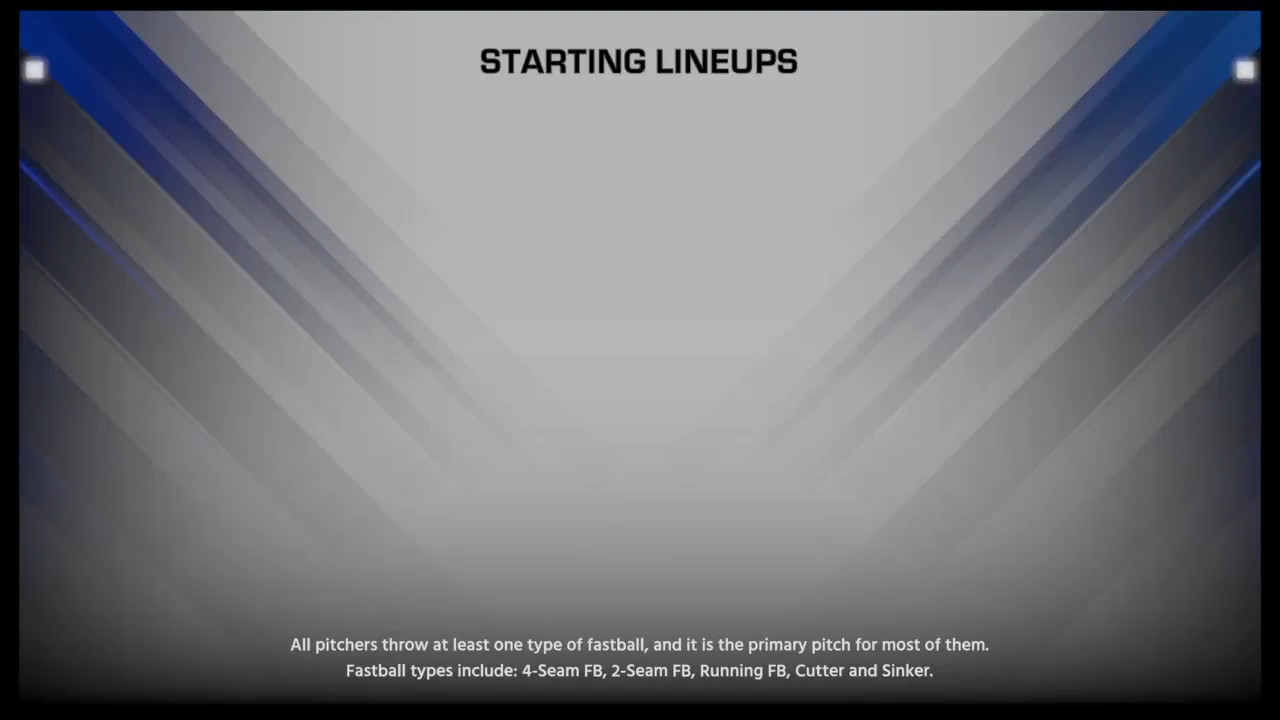 STARTING LINEUPS
All pitchers throw at least one type of fastball, and it is the primary pitch for most of them.
Fastball types include: 4-Seam FB, 2-Seam FB, Running FB, Cutter and Sinker.